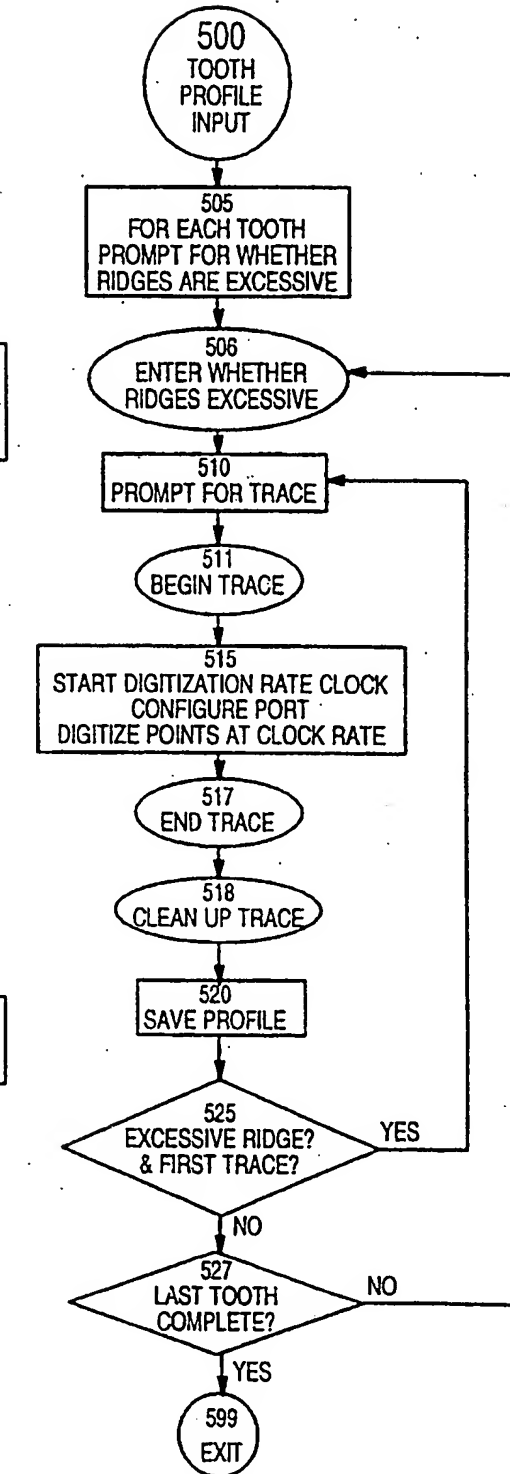 500
TOOTH
PROFILE
INPUT
505
FOR EACH TOOTH
PROMPT FOR WHETHER
RIDGES ARE EXCESSIVE
506
ENTER WHETHER
RIDGES EXCESSIVE
510
PROMPT FOR TRACE
511
BEGIN TRACE
515
START DIGITIZATION RATE CLOCK
CONFIGURE PORT
DIGITIZE POINTS AT CLOCK RATE
517
END TRACE
518
CLEAN UP TRACE
520
SAVE PROFILE
525
EXCESSIVE RIDGE?
& FIRST TRACE?
YES
NO
527
LAST TOOTH
COMPLETE?
NO
YES
599
EXIT